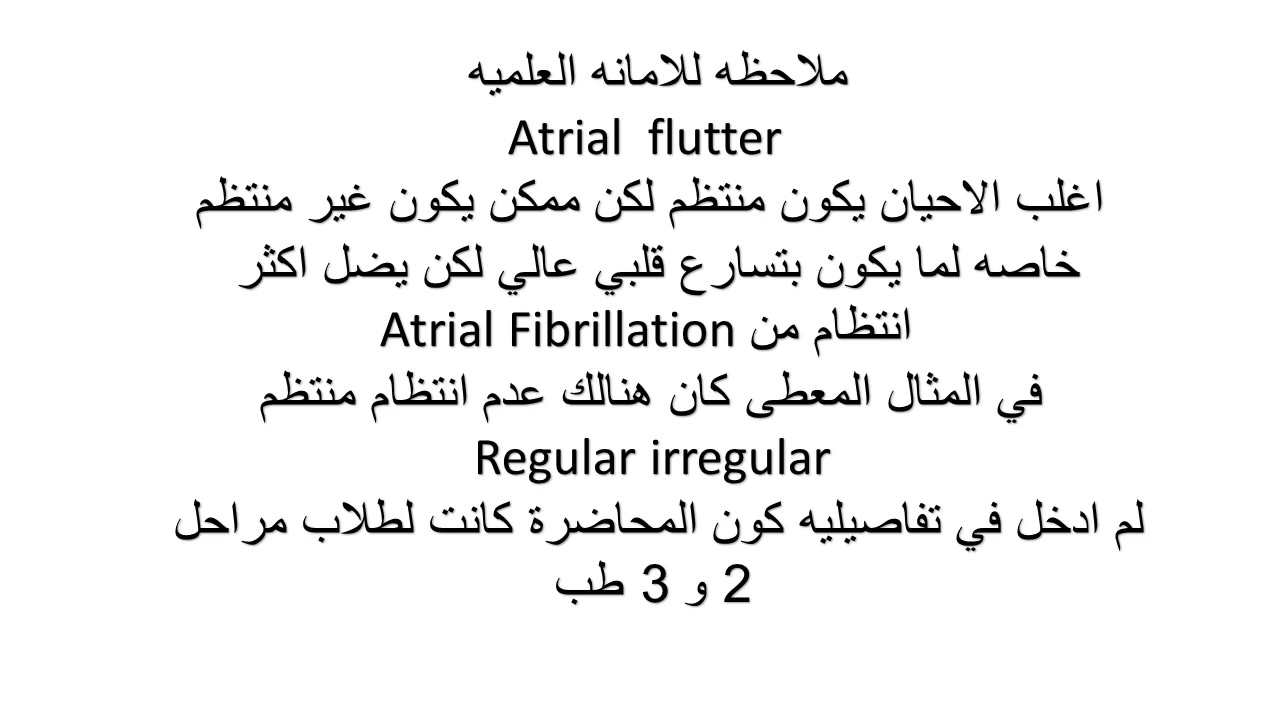 ملاحظه للامانه العلميه
Atrial flutter
اغلب الاحيان يكون منتظم لكن ممكن يكون غير منتظم
خاصه لما يكون بتسارع قلبي عالي لكن يضل اكثر
انتظام من Atrial Fibrillation
في المثال المعطى كان هنالك عدم انتظام منتظم
Regular irregular
لم ادخل في تفاصيليه كون المحاضرة كانت لطلاب مراحل
2 و 3 طب